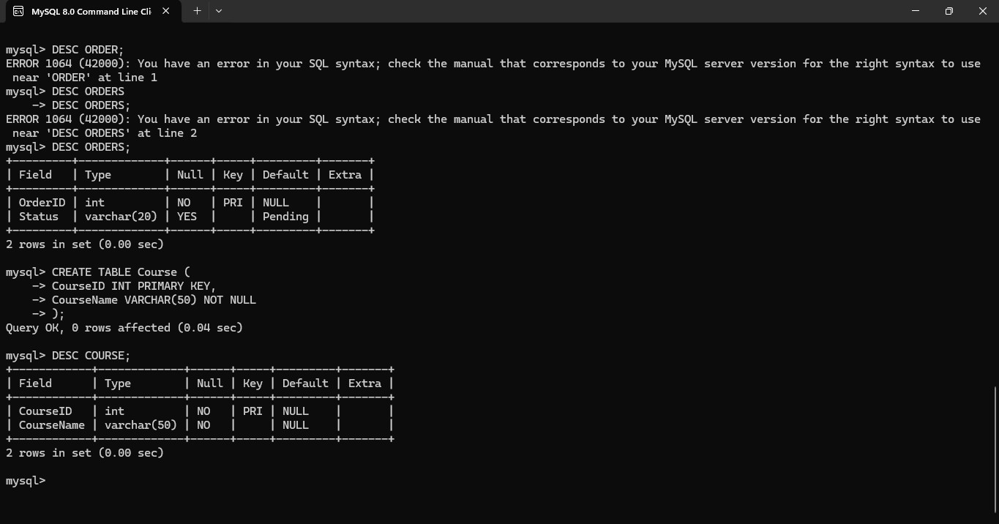 MySQL 8.0 Command Line Cli
mysql> DESC ORDER;
ERROR 1064 (42000): You have an error in your SQL syntax; check the manual that corresponds to your MySQL server version for the right syntax to use
 near 'ORDER' at line 1
mysql> DESC ORDERS
    -> DESC ORDERS;
ERROR 1064 (42000): You have an error in your SQL syntax; check the manual that corresponds to your MySQL server version for the right syntax to use
 near 'DESC ORDERS' at line 2
mysql> DESC ORDERS;
+---------+-------------+------+-----+---------+-------+
| Field   | Type        | Null | Key | Default | Extra |
+---------+-------------+------+-----+---------+-------+
| OrderID | int         | NO   | PRI | NULL    |       |
| Status  | varchar(20) | YES  |     | Pending |       |
+---------+-------------+------+-----+---------+-------+
2 rows in set (0.00 sec)
mysql> CREATE TABLE Course (
    -> CourseID INT PRIMARY KEY,
    -> CourseName VARCHAR(50) NOT NULL
    -> );
Query OK, 0 rows affected (0.04 sec)
mysql> DESC COURSE;
+------------+-------------+------+-----+---------+-------+
| Field      | Type        | Null | Key | Default | Extra |
+------------+-------------+------+-----+---------+-------+
| CourseID   | int         | NO   | PRI | NULL    |       |
| CourseName | varchar(50) | NO   |     | NULL    |       |
+------------+-------------+------+-----+---------+-------+
2 rows in set (0.00 sec)
mysql>